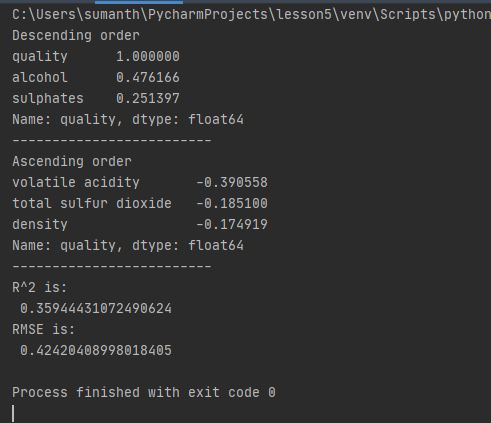 C:\Users\sumanth\PycharmProjects\lesson5\venv\Scripts\python
Descending order
quality      1.000000
alcohol      0.476166
sulphates    0.251397
Name: quality, dtype: float64
-------------------------
Ascending order
volatile acidity       -0.390558
total sulfur dioxide   -0.185100
density                -0.174919
Name: quality, dtype: float64
-------------------------
R^2 is:
 0.35944431072490624
RMSE is:
 0.42420408998018405
Process finished with exit code 0